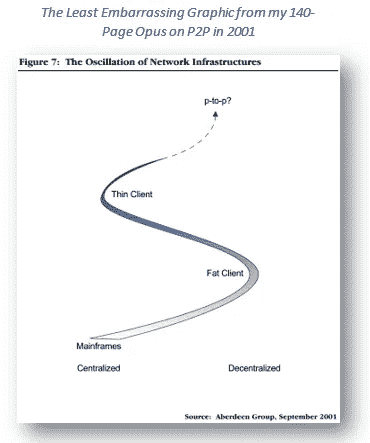 The Least Embarrassing Graphic from my 140-
Page Opus on P2P in 2001
Figure 7: The Oscillation of Network Infrastructures
p-to-p?
Thin Client
Fat Client
Mainframes
Centralized Decentralized
Source: Aberdeen Group, September 2001